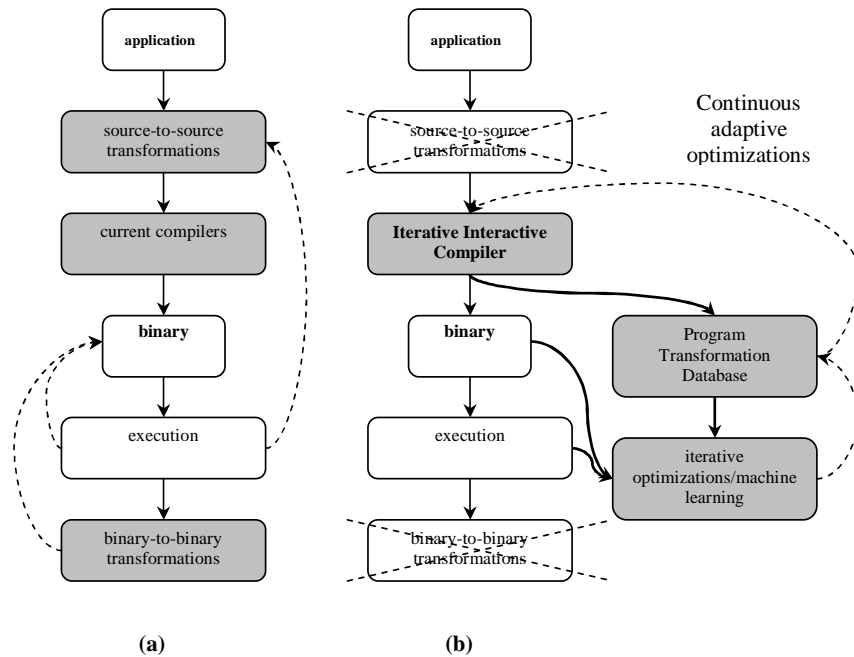 application
source-to-source
transformations
current compilers
binary
execution
binary-to-binary
transformations
(a)
application
source-to-source
transformations
Iterative Interactive
Compiler
binary
execution
binary-to-binary
transformations
(b)
Continuous
adaptive
optimizations
Program
Transformation
Database
iterative
optimizations/machine
learning